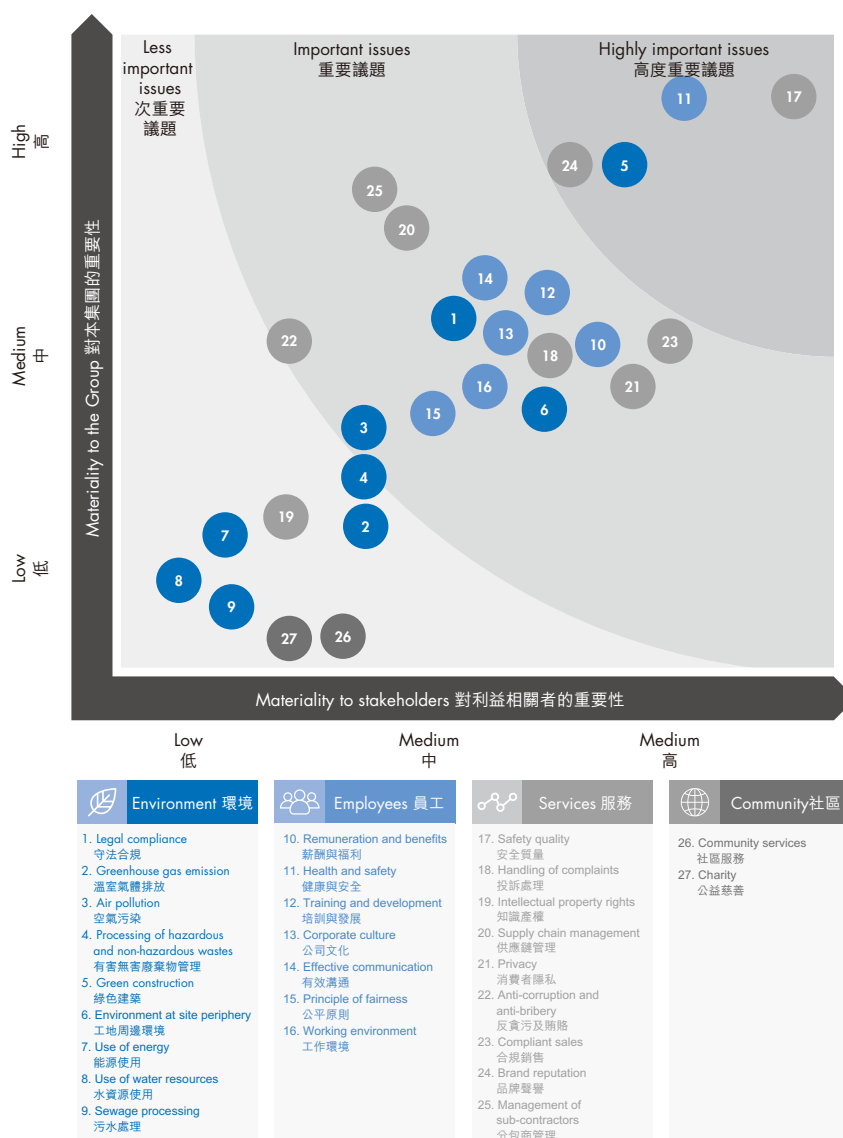 Less
important
issues
次重要
議題
Important issues
重要議題
Highly important issues
高度重要議題
11
17
24
5
25
20
14
12
1
13
22
18
10
23
16
21
15
6
3
4
19
2
7
8
9
27
26
High
高
Medium
中
Low
低
Materiality to the Group 對本集團的重要性
Materiality to stakeholders 對利益相關者的重要性
Low
低
Medium
中
Medium
高
Environment 環境
1. Legal compliance
守法合規
2. Greenhouse gas emission
溫室氣體排放
3. Air pollution
空氣污染
4. Processing of hazardous
and non-hazardous wastes
有害無害廢棄物管理
5. Green construction
綠色建築
6. Environment at site periphery
工地周邊環境
7. Use of energy
能源使用
8. Use of water resources
水資源使用
9. Sewage processing
污水處理
Employees 員工
10. Remuneration and benefits
薪酬與福利
11. Health and safety
健康與安全
12. Training and development
培訓與發展
13. Corporate culture
公司文化
14. Effective communication
有效溝通
15. Principle of fairness
公平原則
16. Working environment
工作環境
Services 服務
17. Safety quality
安全質量
18. Handling of complaints
投訴處理
19. Intellectual property rights
知識產權
20. Supply chain management
供應鏈管理
21. Privacy
消費者隱私
22. Anti-corruption and
anti-bribery
反貪污及賄賂
23. Compliant sales
合規銷售
24. Brand reputation
品牌聲譽
25. Management of
sub-contractors
分包商管理
Community社區
26. Community services
社區服務
27. Charity
公益慈善